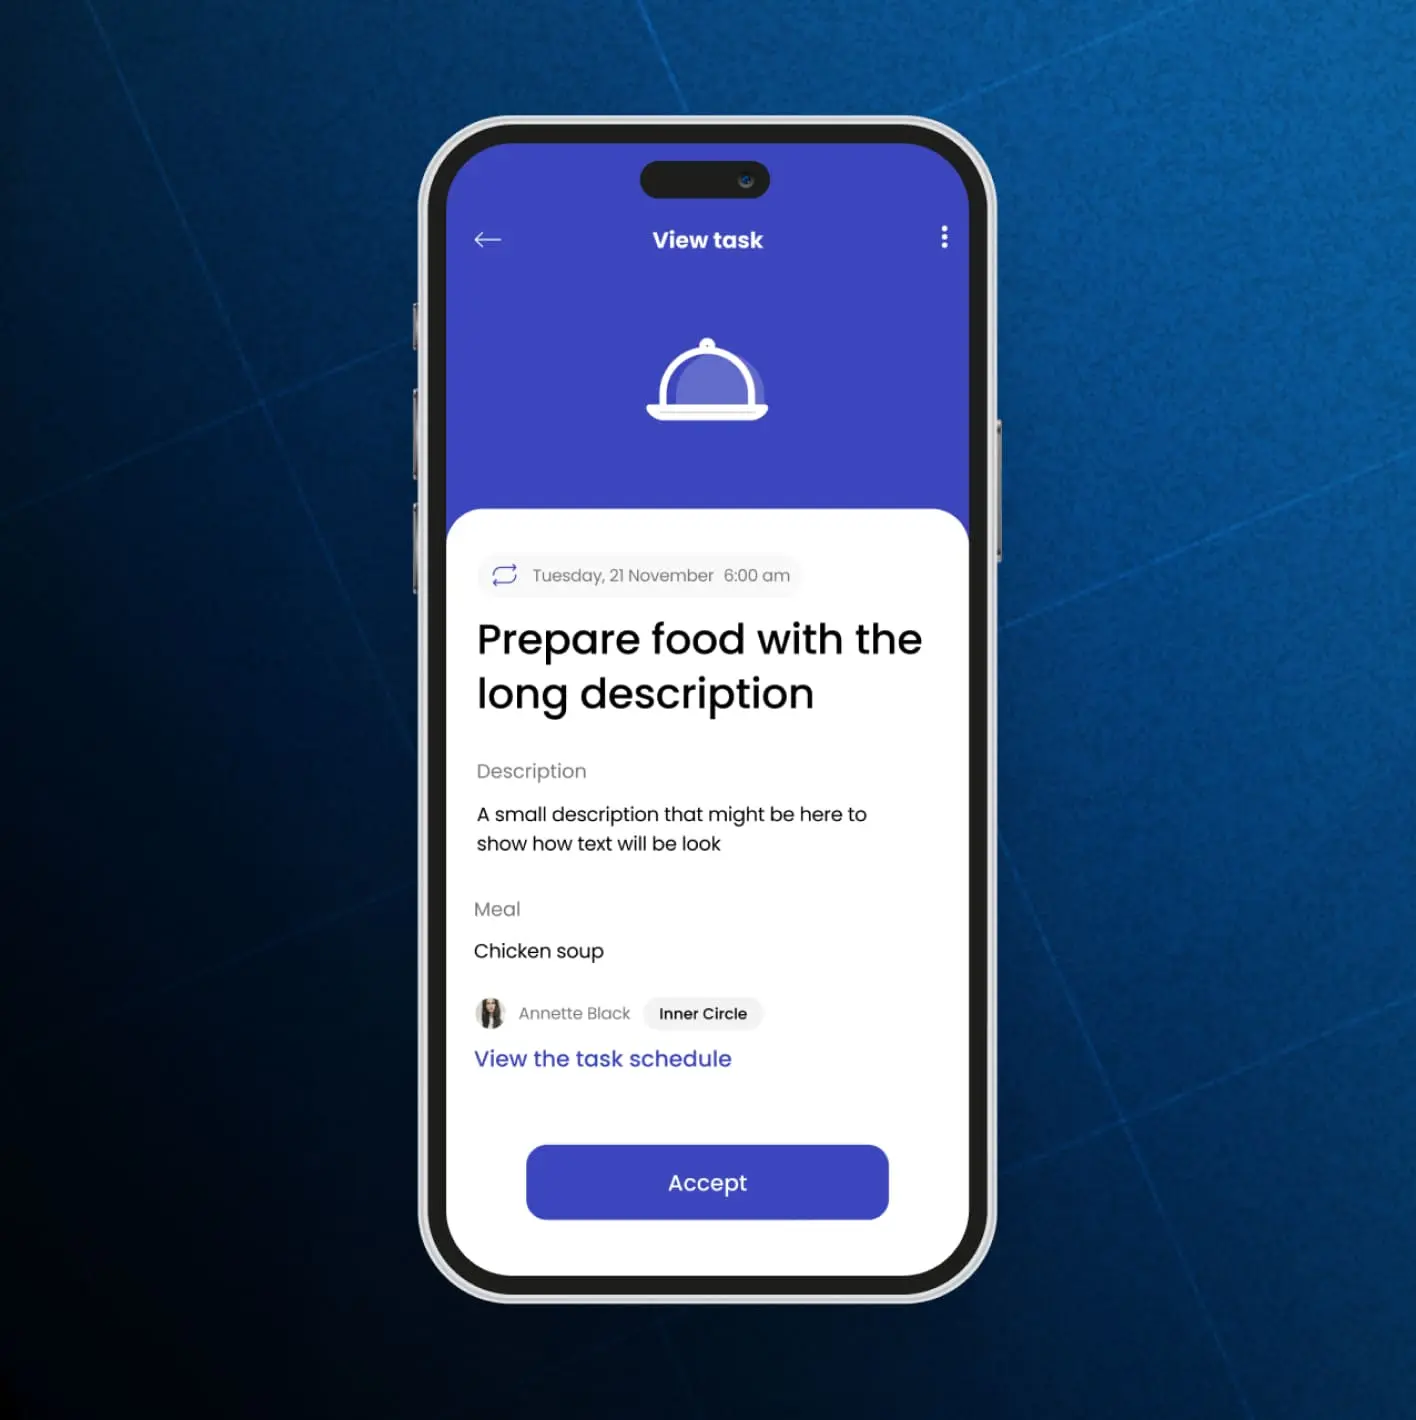 View task
Tuesday, 21 November 6:00 am
Prepare food with the
long description
Description
A small description that might be here to
show how text will be look
Meal
Chicken soup
Annette Black Inner Circle
View the task schedule
Accept